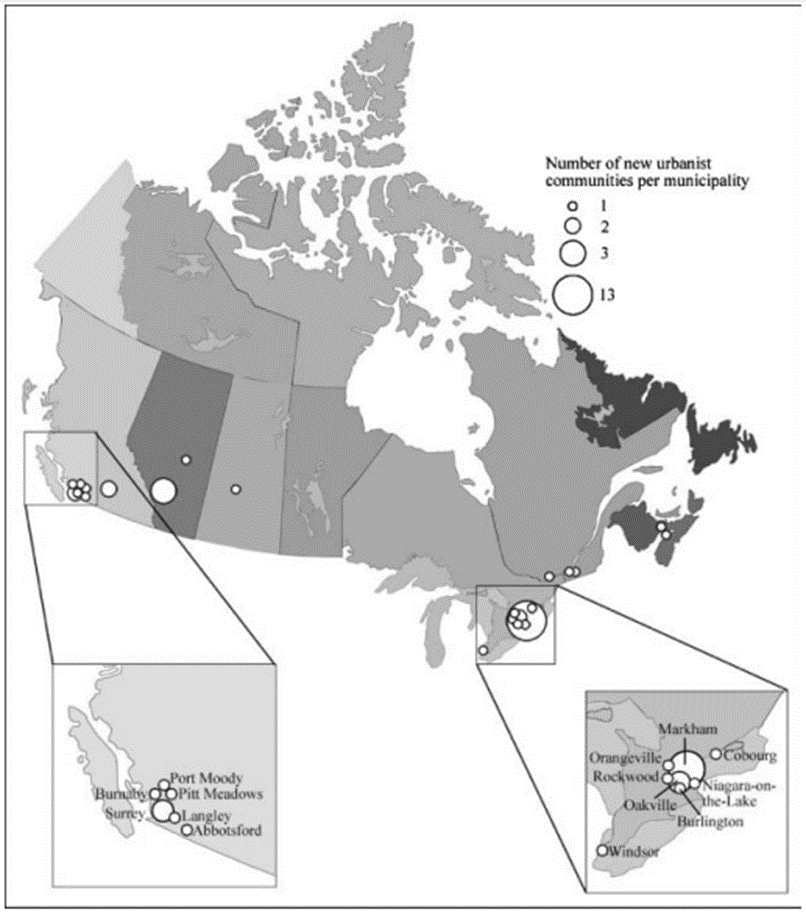 Number of new urbanist
communities per municipality
1
2
3
13
Port Moody
Burnaby
Pitt Meadows
Surrey
Langley
Abbotsford
Markham
Orangeville
Cobourg
Rockwood
Niagara-on-
the-Lake
Oakville
Burlington
Windsor